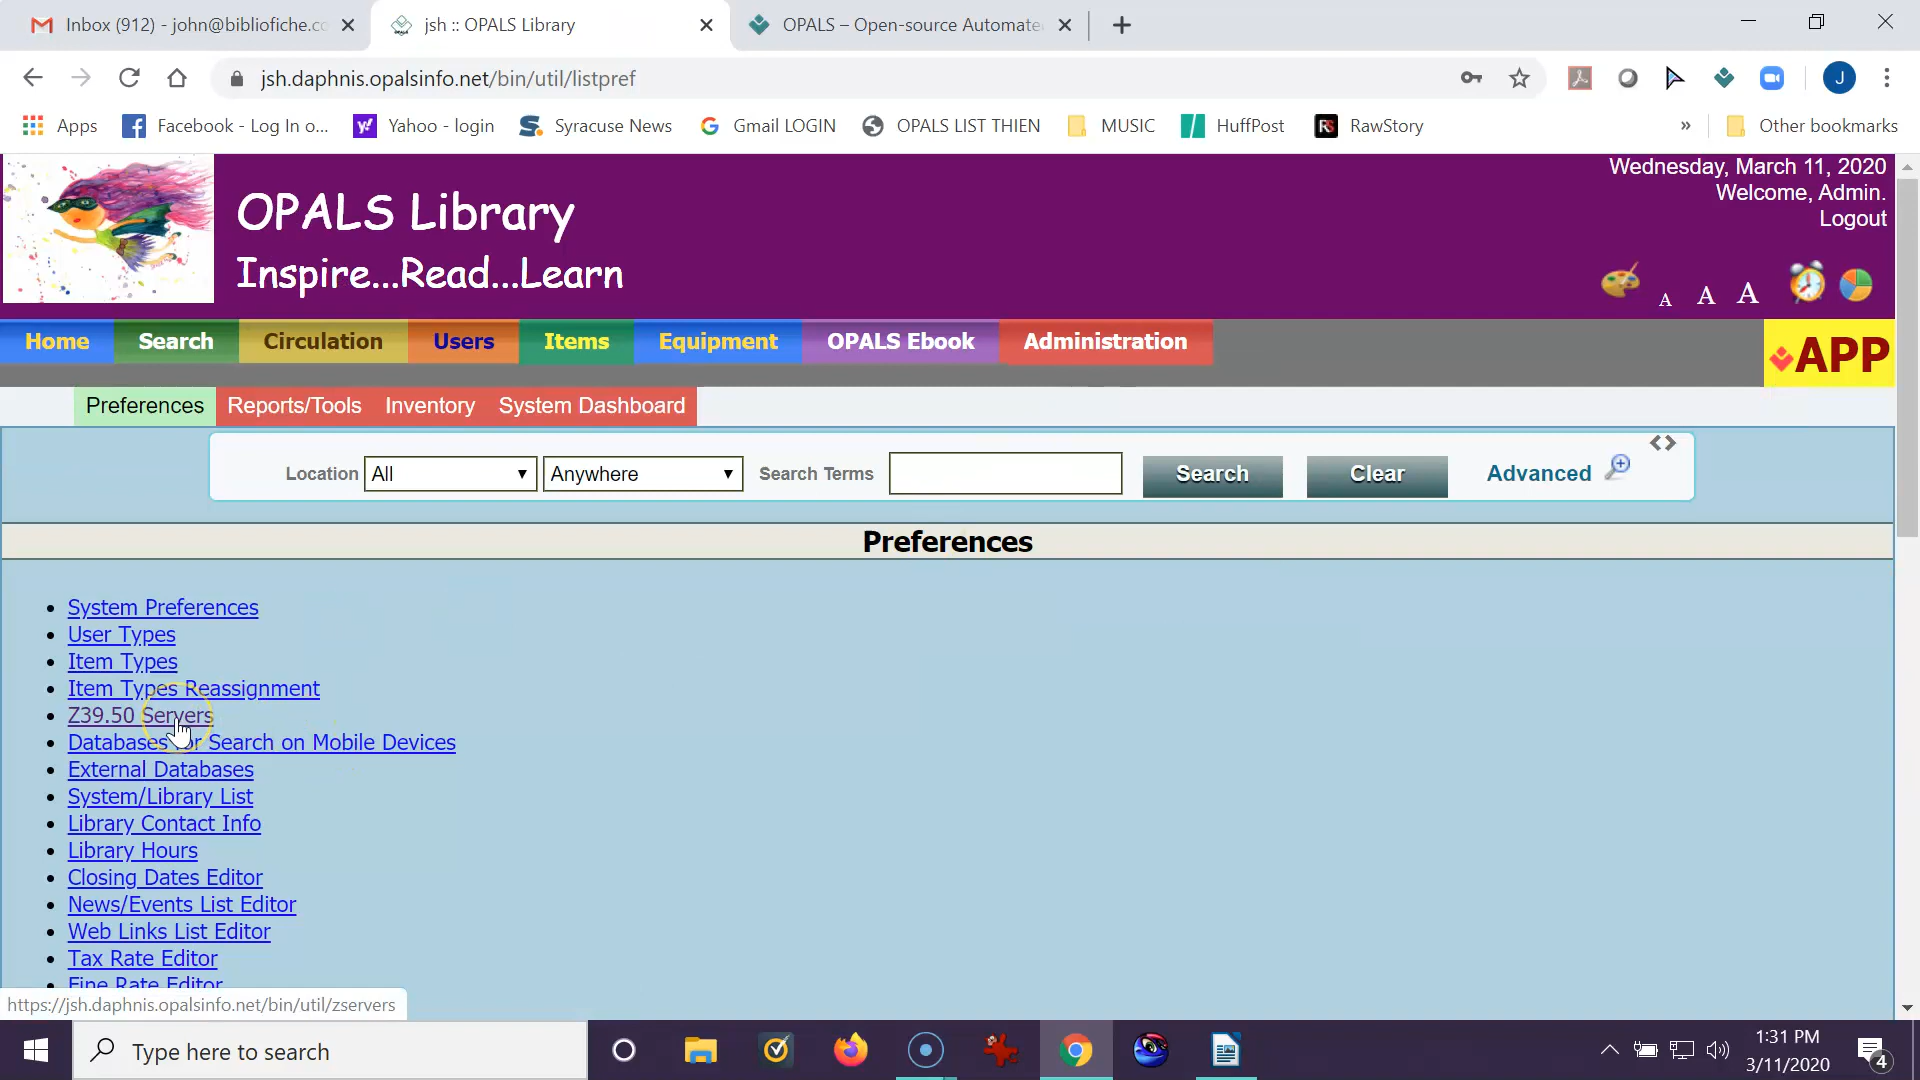 Inbox (912) - john@bibliofiche.co
jsh :: OPALS Library
OPALS – Open-source Automate
jsh.daphnis.opalsinfo.net/bin/util/listpref
J
Apps
Facebook - Log In o...
Yahoo - login
Syracuse News
Gmail LOGIN
OPALS LIST THIEN
MUSIC
HuffPost
RawStory
»
Other bookmarks
Wednesday, March 11, 2020
Welcome, Admin.
Logout
OPALS Library
Inspire...Read...Learn
A A A
Home Search Circulation Users Items Equipment OPALS Ebook Administration
APP
Preferences Reports/Tools Inventory System Dashboard
Location All Anywhere Search Terms Search Clear Advanced
Preferences
• System Preferences
• User Types
• Item Types
• Item Types Reassignment
• Z39.50 Servers
• Databases for Search on Mobile Devices
• External Databases
• System/Library List
• Library Contact Info
• Library Hours
• Closing Dates Editor
• News/Events List Editor
• Web Links List Editor
• Tax Rate Editor
• Fine Rate Editor
https://jsh.daphnis.opalsinfo.net/bin/util/zservers
Type here to search
1:31 PM
3/11/2020
4